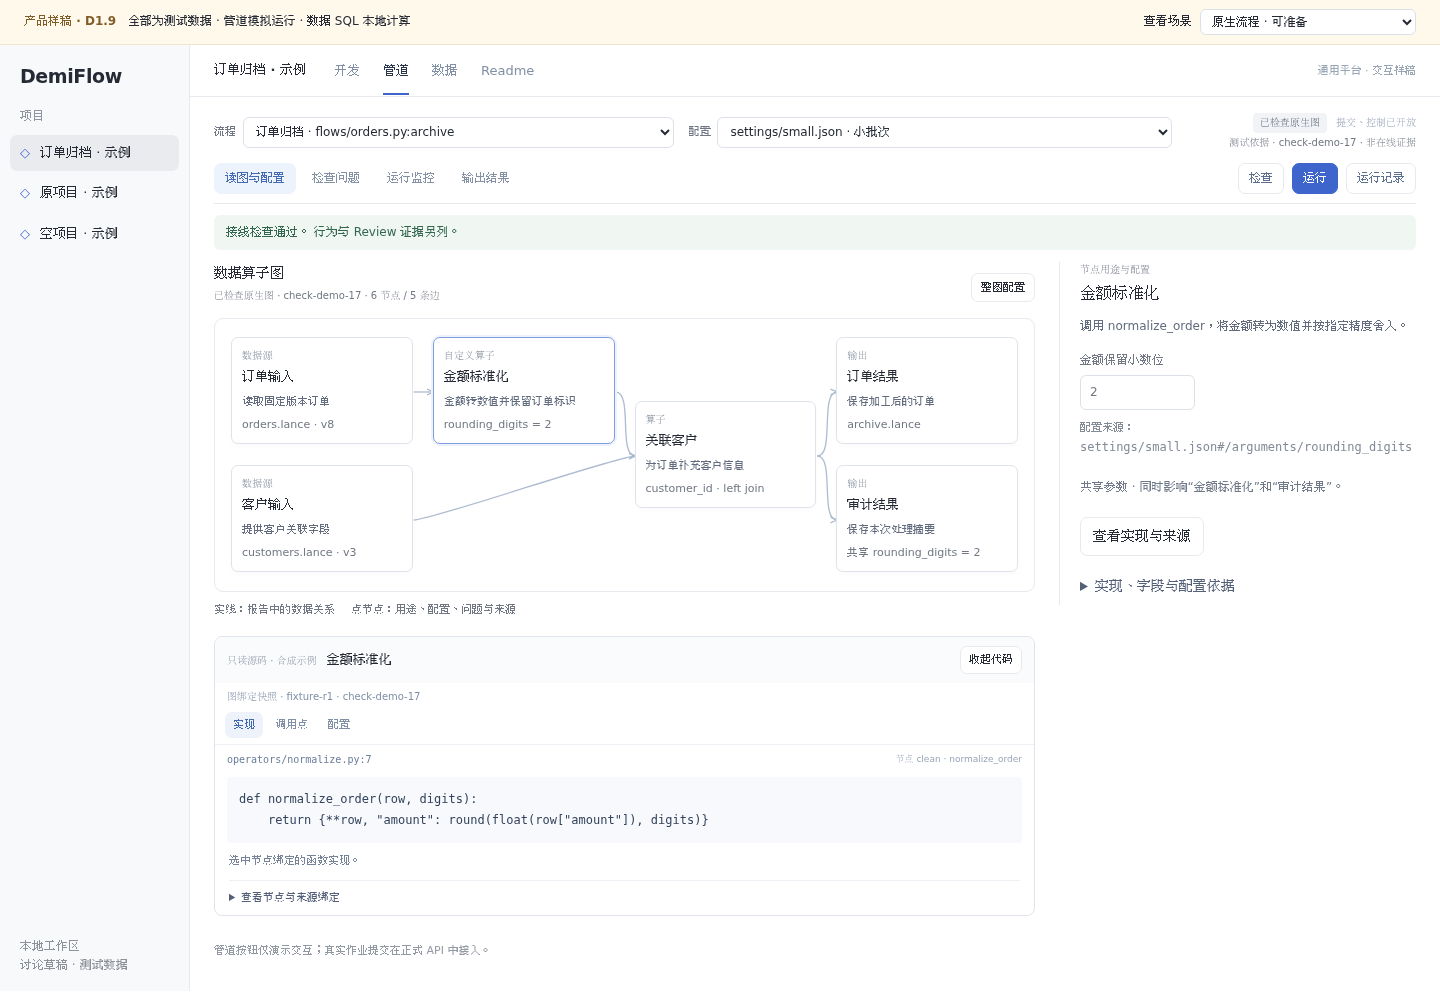 产品样稿 · D1.9 全部为测试数据 · 管道模拟运行 · 数据 SQL 本地计算
查看场景 原生流程 · 可准备
DemiFlow
项目
◇ 订单归档 · 示例
◇ 原项目 · 示例
◇ 空项目 · 示例
本地工作区
讨论草稿 · 测试数据
订单归档 · 示例 开发 管道 数据 Readme
通用平台 · 交互样稿
流程 订单归档 · flows/orders.py:archive
配置 settings/small.json · 小批次
已检查原生图 提交、控制已开放
测试依据 · check-demo-17 · 非在线证据
读图与配置 检查问题 运行监控 输出结果
检查 运行 运行记录
接线检查通过。 行为与 Review 证据另列。
数据算子图
已检查原生图 · check-demo-17 · 6 节点 / 5 条边
整图配置
数据源
订单输入
读取固定版本订单
orders.lance · v8
自定义算子
金额标准化
金额转数值并保留订单标识
rounding_digits = 2
数据源
客户输入
提供客户关联字段
customers.lance · v3
算子
关联客户
为订单补充客户信息
customer_id · left join
输出
订单结果
保存加工后的订单
archive.lance
输出
审计结果
保存本次处理摘要
共享 rounding_digits = 2
实线：报告中的数据关系 点节点：用途、配置、问题与来源
只读源码 · 合成示例 金额标准化
收起代码
图绑定快照 · fixture-r1 · check-demo-17
实现 调用点 配置
operators/normalize.py:7
节点 clean · normalize_order
def normalize_order(row, digits):
    return {**row, "amount": round(float(row["amount"]), digits)}
选中节点绑定的函数实现。
▶ 查看节点与来源绑定
管道按钮仅演示交互；真实作业提交在正式 API 中接入。
节点用途与配置
金额标准化
调用 normalize_order，将金额转为数值并按指定精度舍入。
金额保留小数位
2
配置来源：
settings/small.json#/arguments/rounding_digits
共享参数 · 同时影响“金额标准化”和“审计结果”。
查看实现与来源
▶ 实现、字段与配置依据